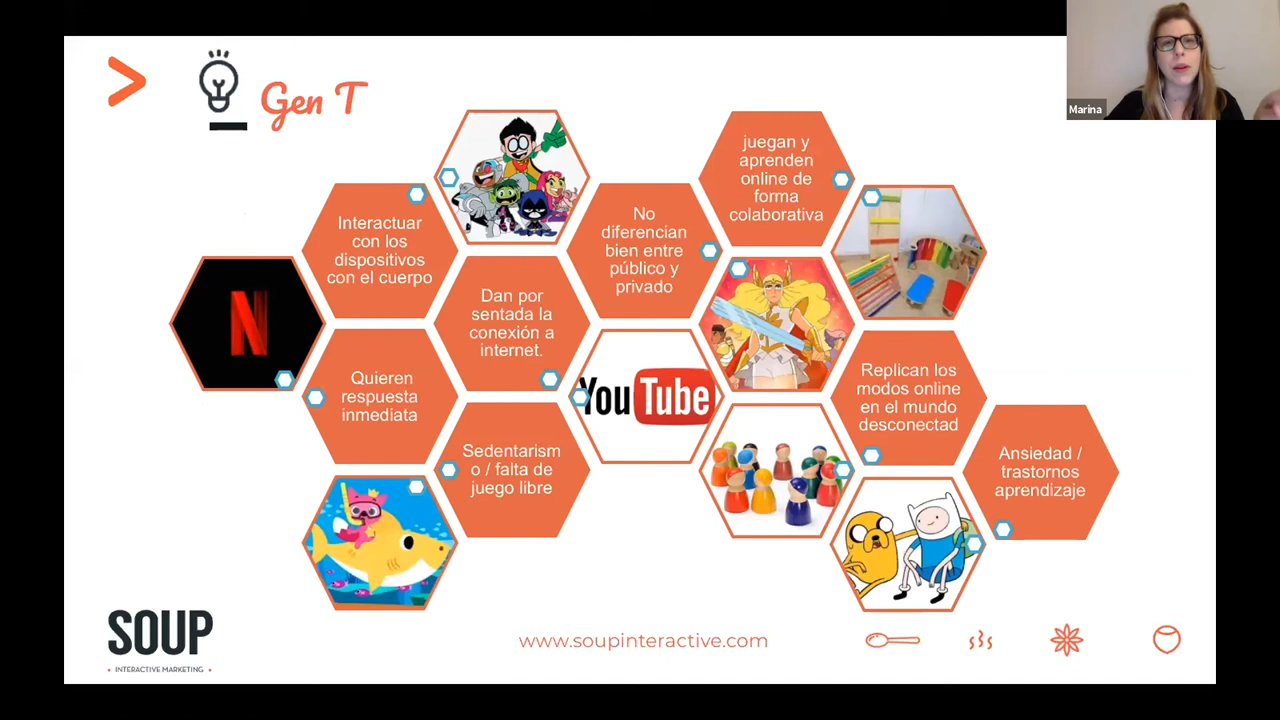 >
Gen T
Marina
juegan y
aprenden
online de
forma
colaborativa
Interactuar
con los
dispositivos
con el cuerpo
No
diferencian
bien entre
público y
privado
N
Dan por
sentada la
conexión a
internet.
Quieren
respuesta
inmediata
YouTube
Replican los
modos online
en el mundo
desconectad
Sedentarism
o / falta de
juego libre
Ansiedad /
trastornos
aprendizaje
SOUP
• INTERACTIVE MARKETING •
www.soupinteractive.com